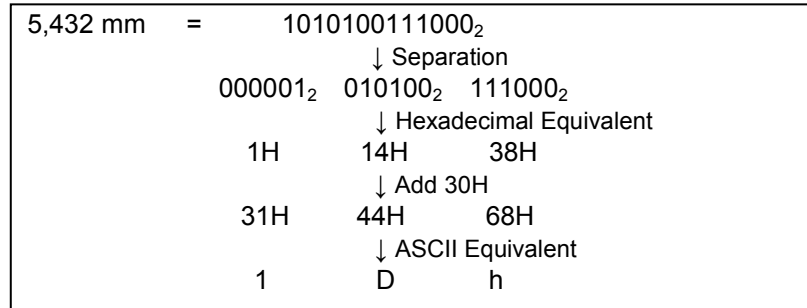 5,432 mm = 1010100111000₂
↓ Separation
000001₂ 010100₂ 111000₂
↓ Hexadecimal Equivalent
1H 14H 38H
↓ Add 30H
31H 44H 68H
↓ ASCII Equivalent
1 D h